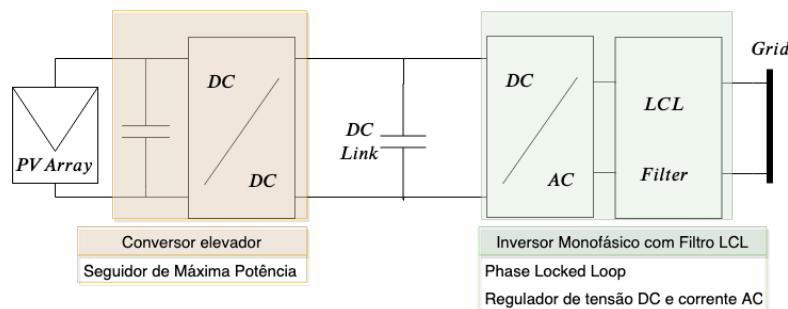 PV Array
DC
DC
DC
Link
DC
AC
LCL
Filter
Grid
Conversor elevador
Seguidor de Máxima Potência
Inversor Monofásico com Filtro LCL
Phase Locked Loop
Regulador de tensão DC e corrente AC